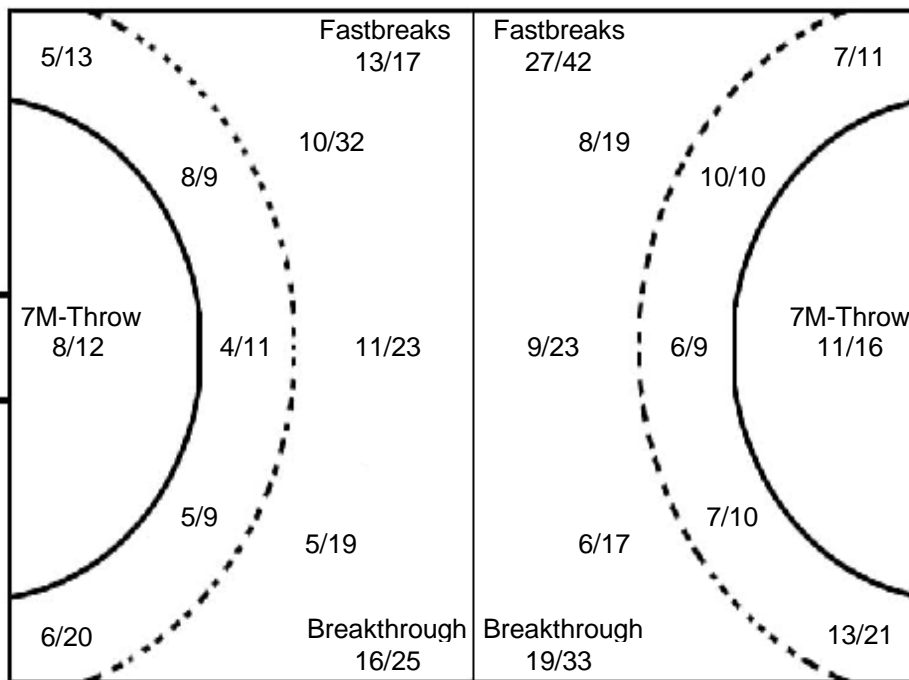 Fastbreaks Fastbreaks
5/13 13/17 27/42 7/11
10/32 8/19
8/9 10/10
7M-Throw 7M-Throw
8/12 4/11 11/23 9/23 6/9 11/16
5/9 7/10
5/19 6/17
6/20 Breakthrough Breakthrough 13/21
16/25 19/33